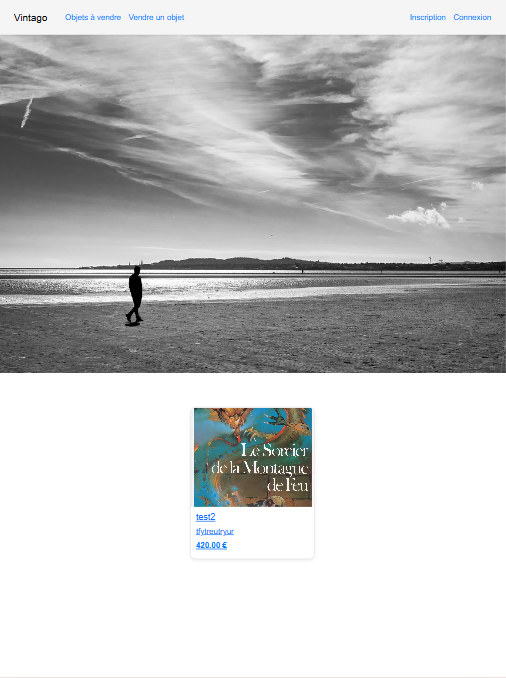 Vintago
Objets à vendre
Vendre un objet
Inscription
Connexion
Le Sorcier
de la Montagne
de Feu
test2
tfytreutryur
420.00 €